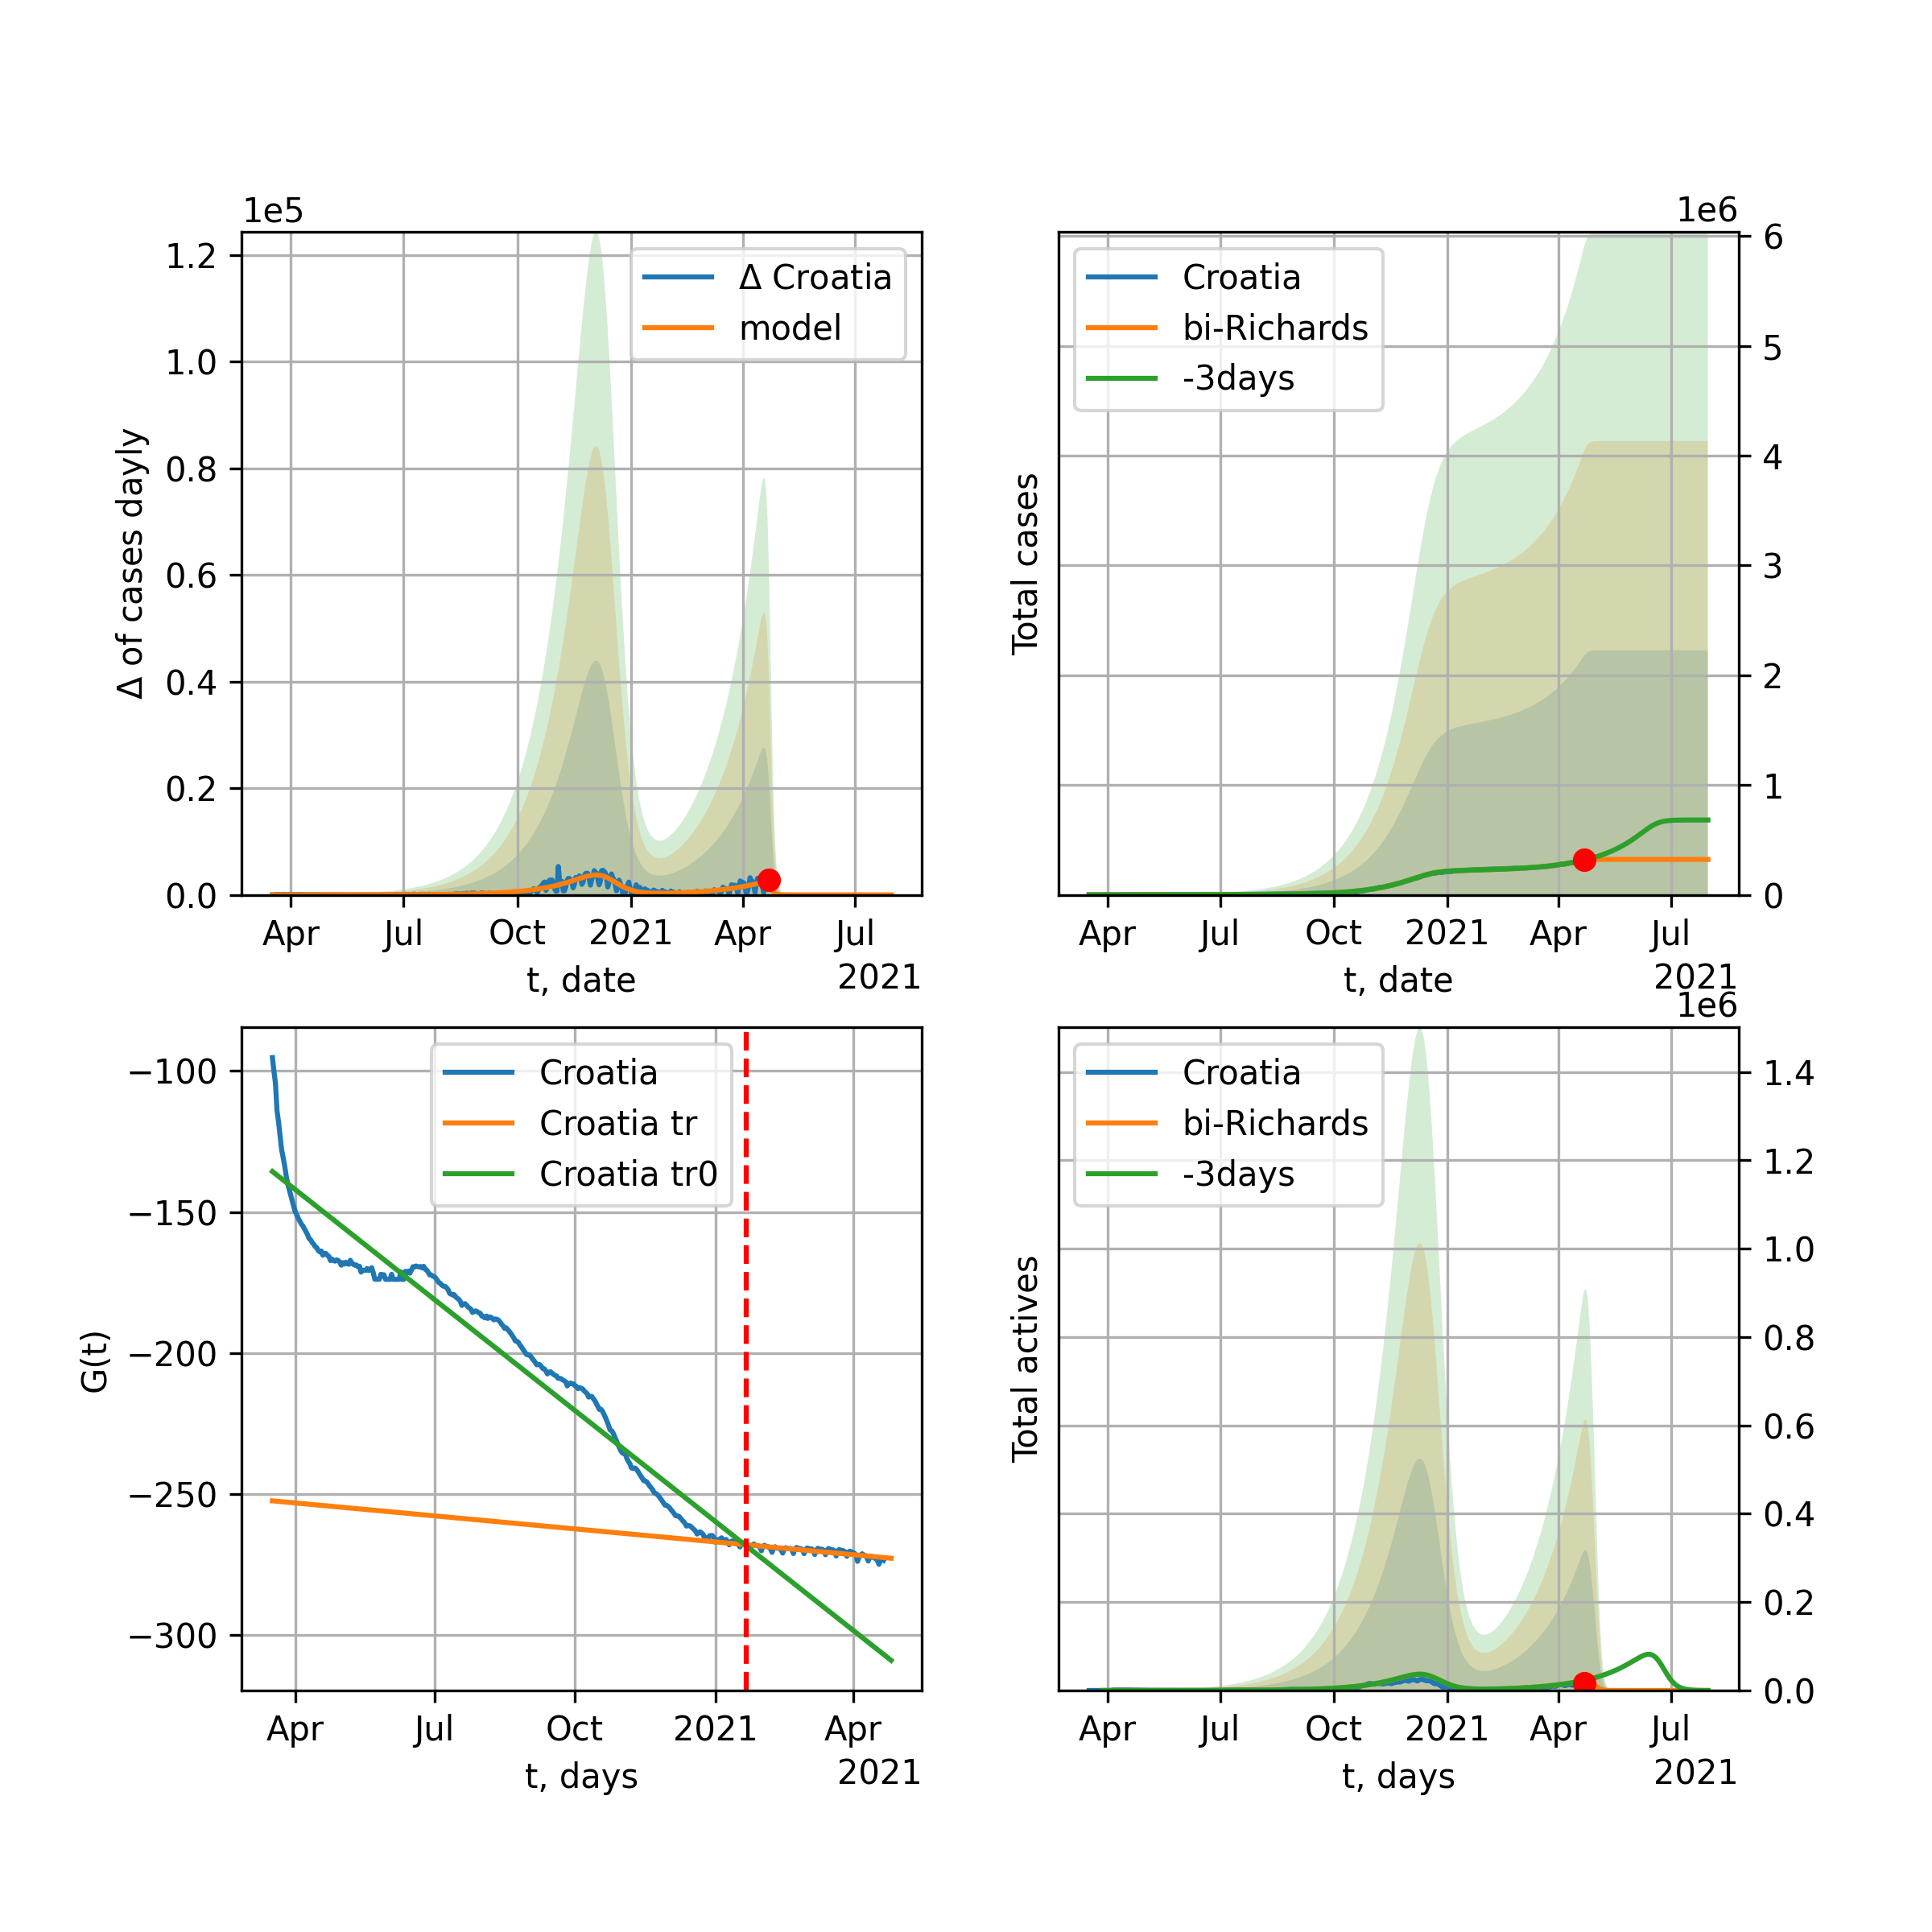 1e5
1.2
1.0
0.8
0.6
0.4
0.2
0.0
Δ of cases dayly
Δ Croatia
model
Apr Jul Oct 2021 Apr Jul
t, date
2021
1e6
6
5
4
3
2
1
0
Total cases
Croatia
bi-Richards
-3days
Apr Jul Oct 2021 Apr Jul
t, date
2021
−100
−150
−200
−250
−300
G(t)
Croatia
Croatia tr
Croatia tr0
Apr Jul Oct 2021 Apr
t, days
2021
1e6
1.4
1.2
1.0
0.8
0.6
0.4
0.2
0.0
Total actives
Croatia
bi-Richards
-3days
Apr Jul Oct 2021 Apr Jul
t, days
2021